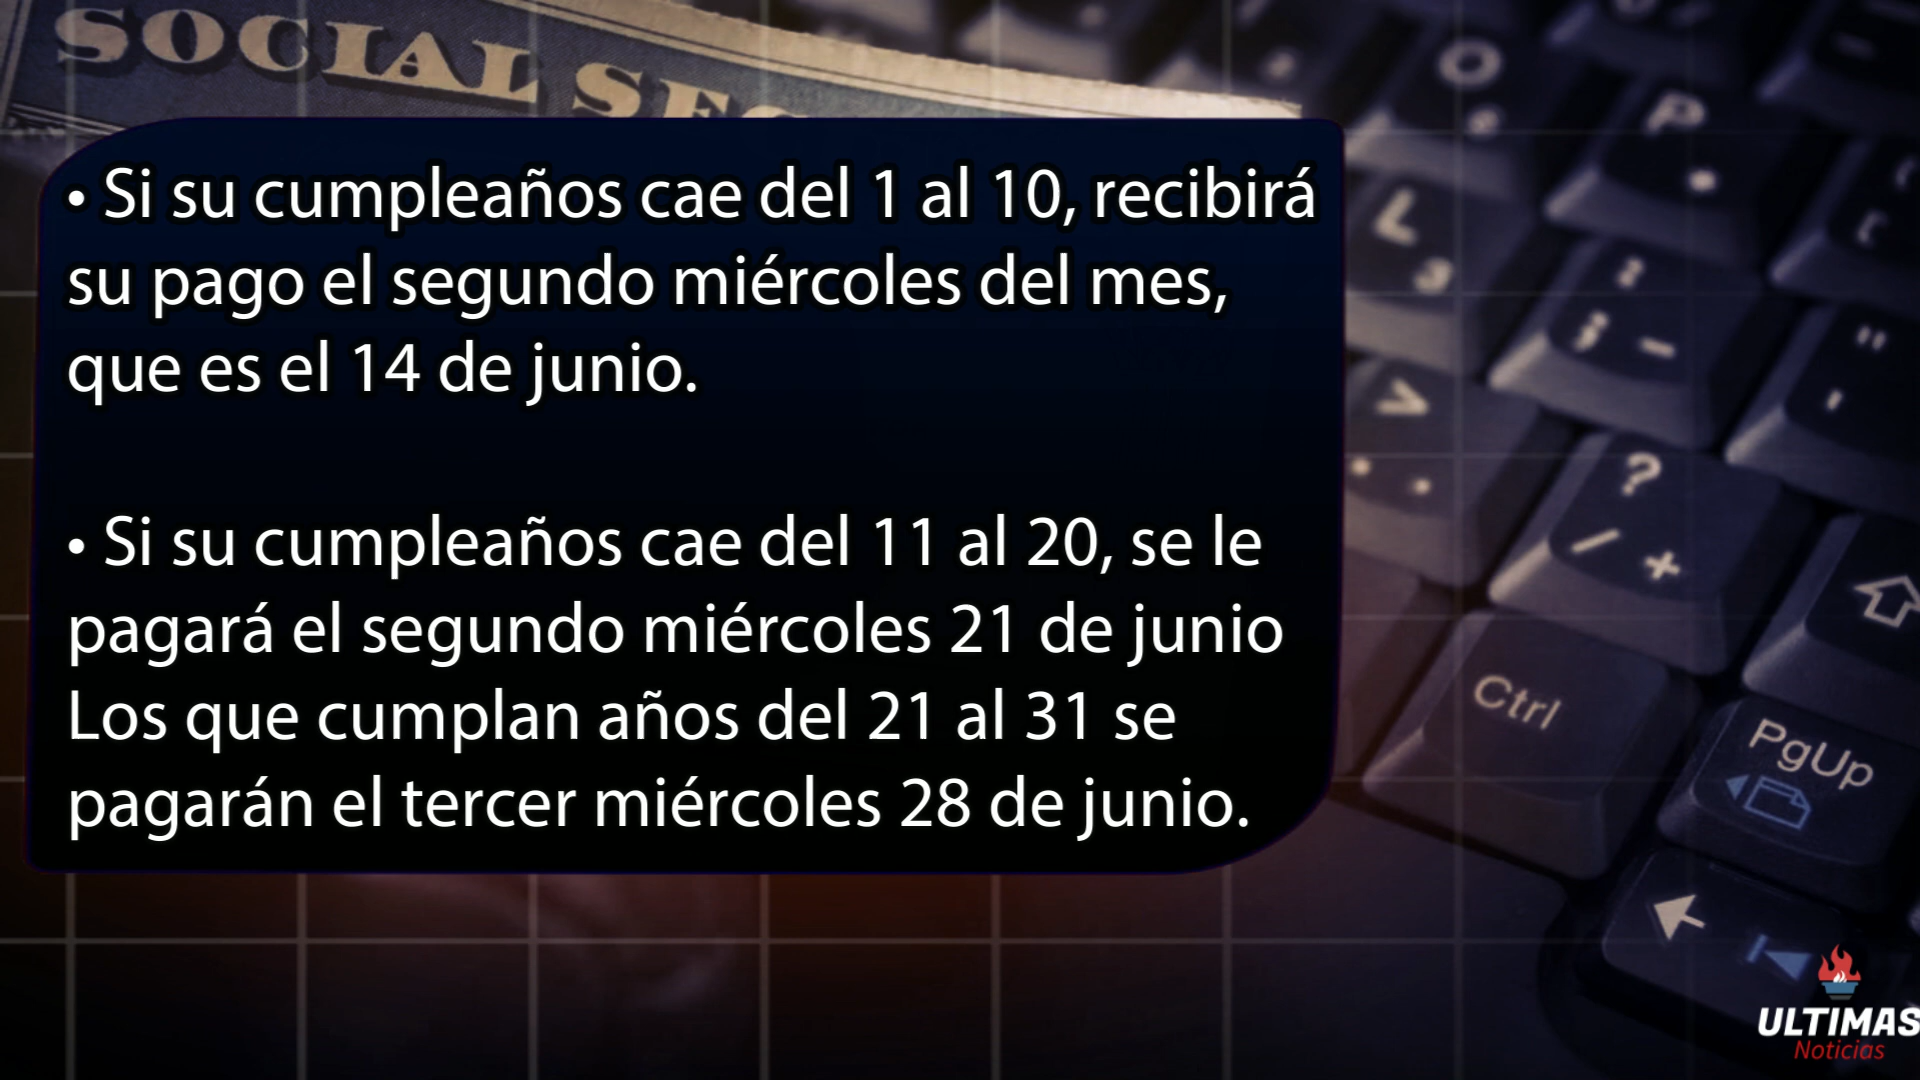 SOCIAL SEC
• Si su cumpleaños cae del 1 al 10, recibirá
su pago el segundo miércoles del mes,
que es el 14 de junio.
• Si su cumpleaños cae del 11 al 20, se le
pagará el segundo miércoles 21 de junio
Los que cumplan años del 21 al 31 se
pagarán el tercer miércoles 28 de junio.
O
P
L
>
?
/ +
Ctrl
PgUp
ULTIMAS
Noticias